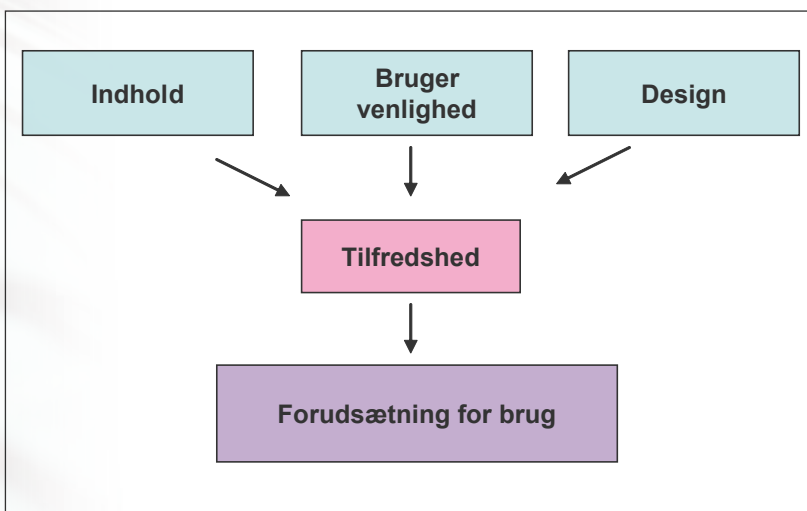 Indhold
Bruger
venlighed
Design
Tilfredshed
Forudsætning for brug